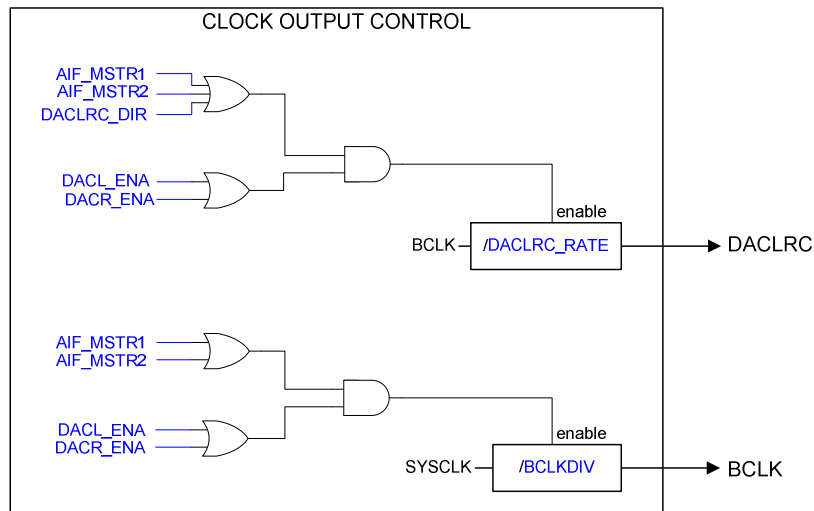 CLOCK OUTPUT CONTROL
AIF_MSTR1
AIF_MSTR2
DACLRC_DIR
DACL_ENA
DACR_ENA
enable
BCLK
/DACLRC_RATE
DACLRC
AIF_MSTR1
AIF_MSTR2
DACL_ENA
DACR_ENA
enable
SYSCLK
/BCLKDIV
BCLK